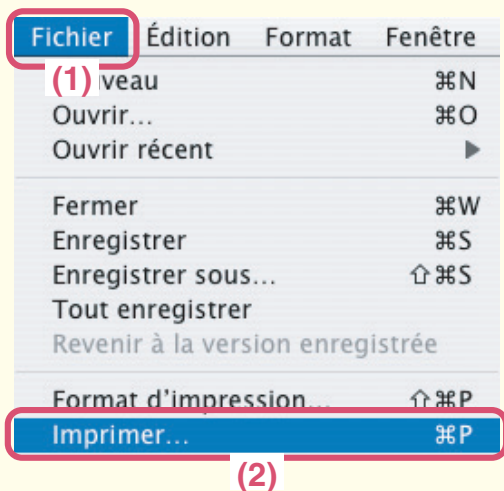 Fichier Édition Format Fenêtre
(1) veau ⌘N
Ouvrir... ⌘O
Ouvrir récent ▶
Fermer ⌘W
Enregistrer ⌘S
Enregistrer sous... ⇧⌘S
Tout enregistrer
Revenir à la version enregistrée
Format d'impression... ⇧⌘P
Imprimer... ⌘P
(2)